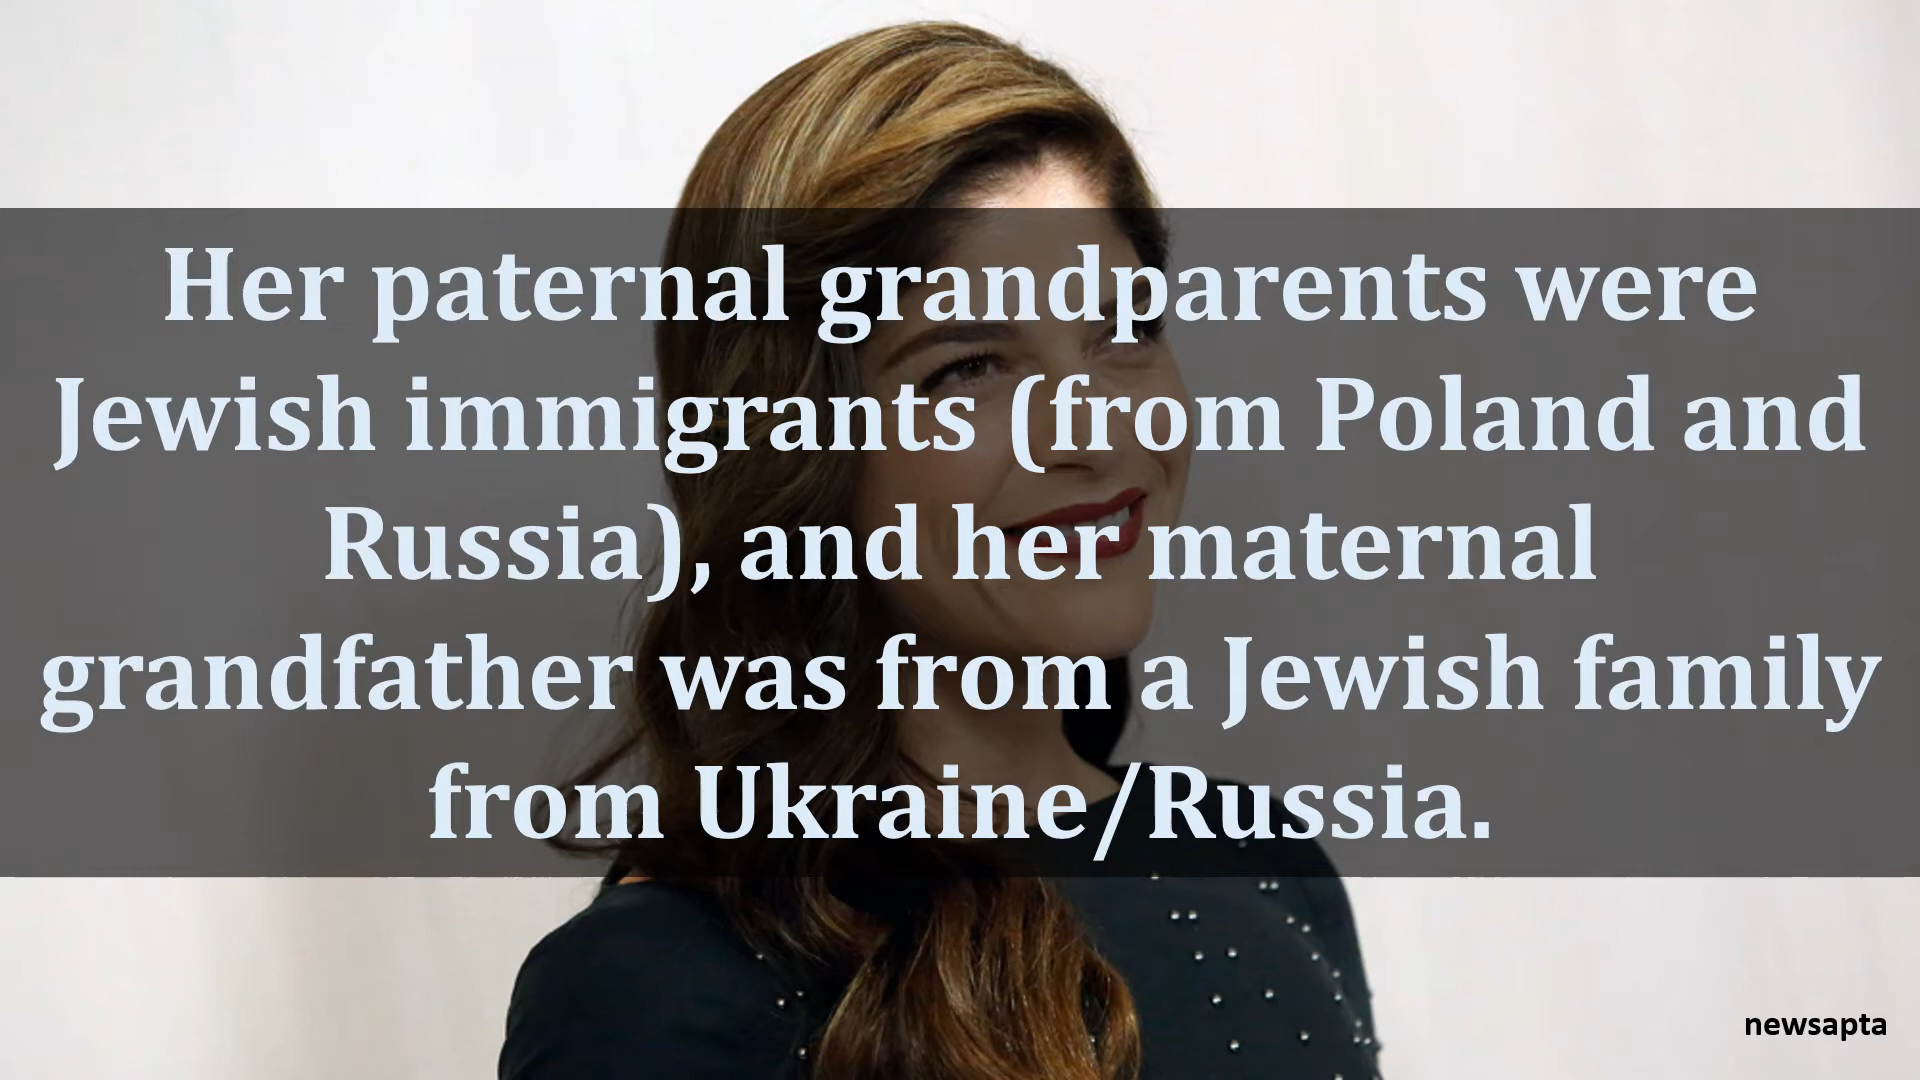 Her paternal grandparents were
Jewish immigrants (from Poland and
Russia), and her maternal
grandfather was from a Jewish family
from Ukraine/Russia.
newsapta